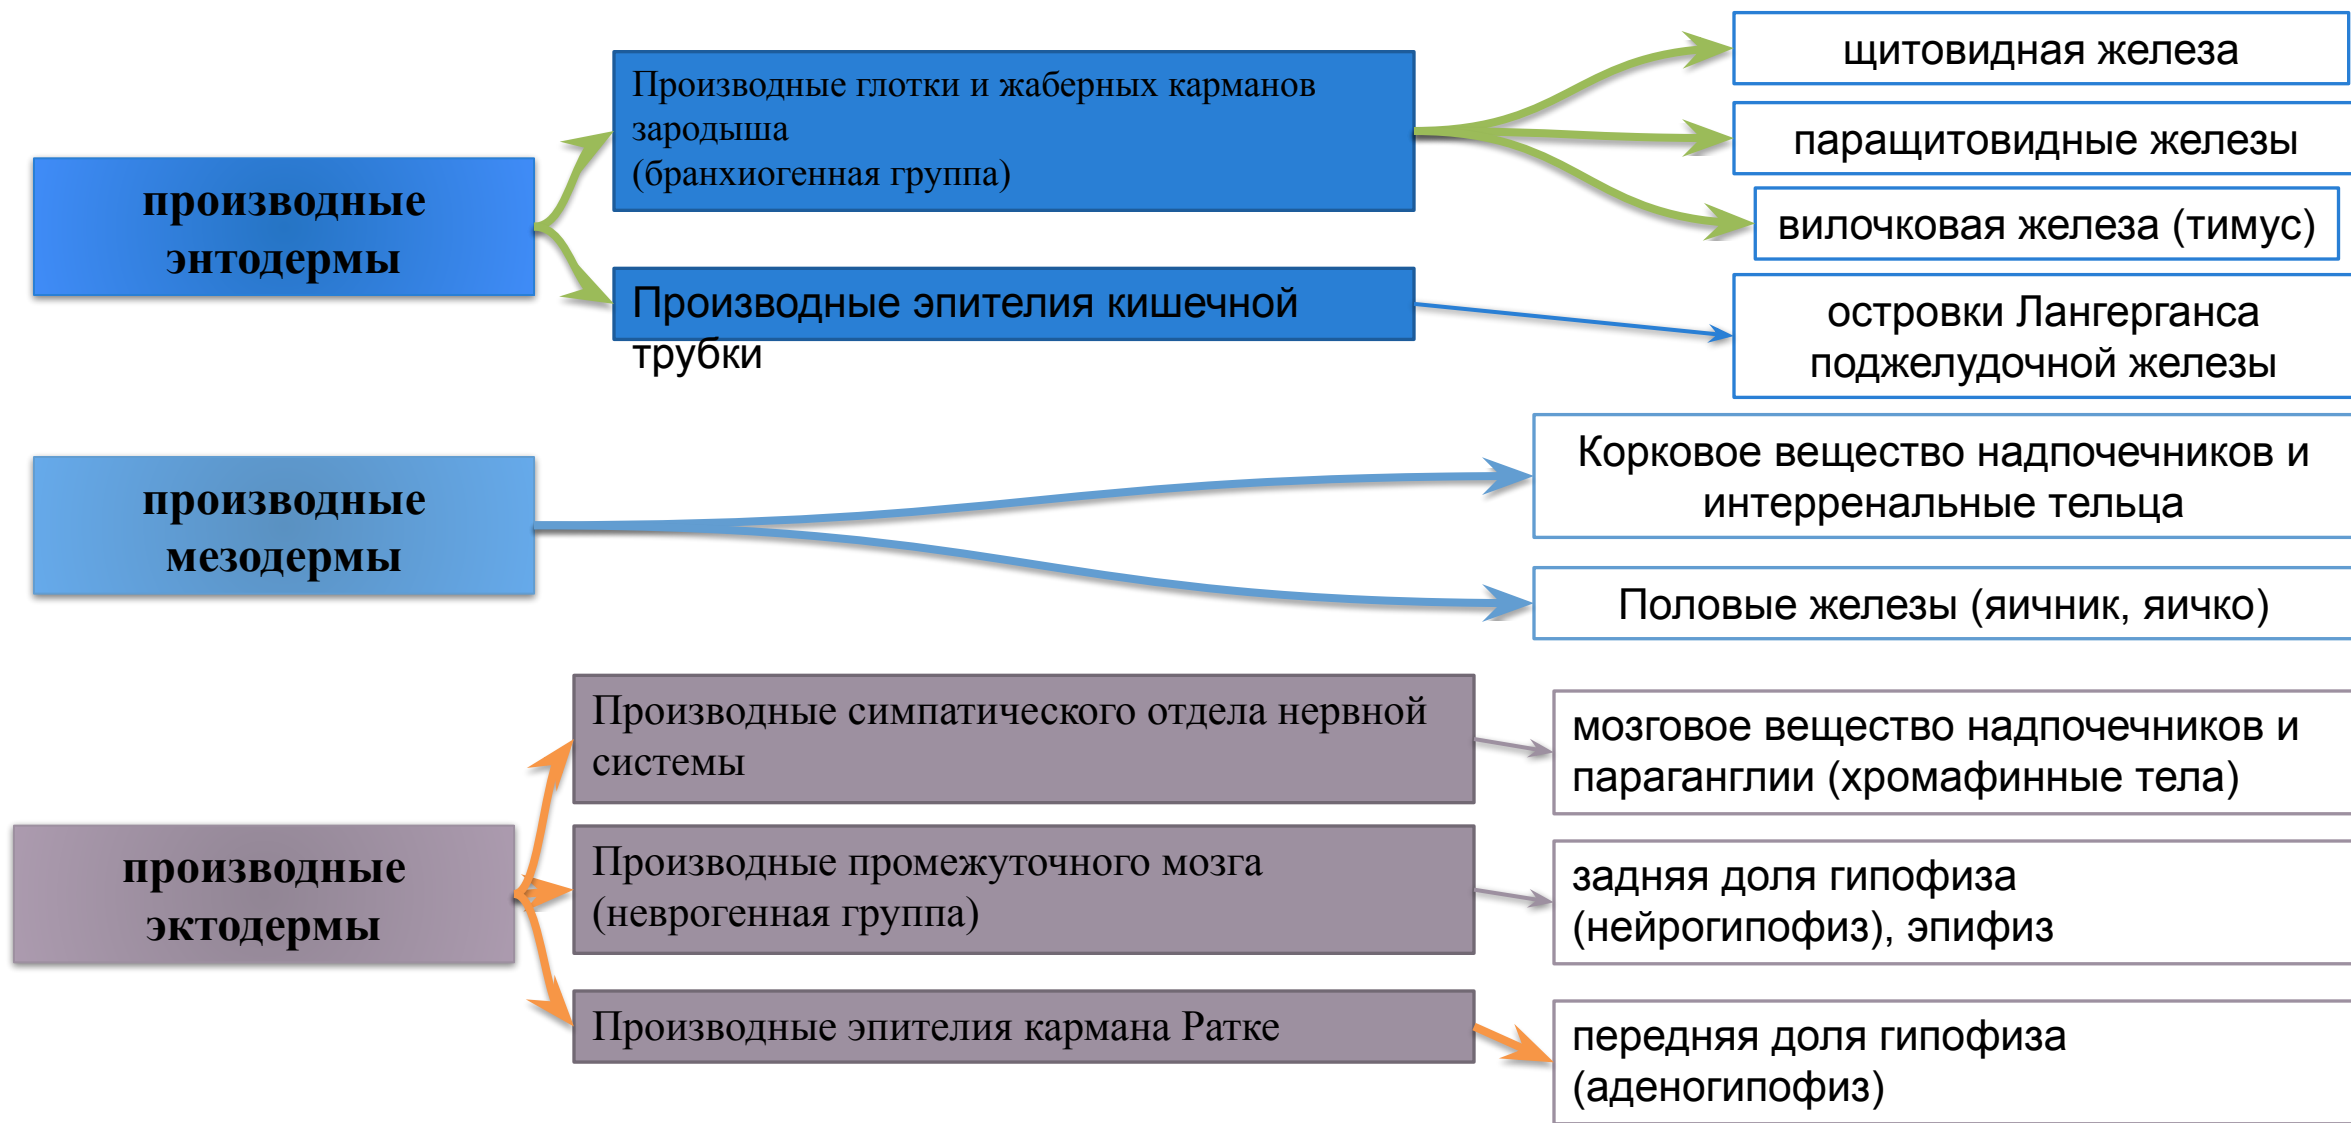 производные
энтодермы
Производные глотки и жаберных карманов
зародыша
(бранхиогенная группа)
щитовидная железа
паращитовидные железы
вилочковая железа (тимус)
Производные эпителия кишечной
трубки
островки Лангерганса
поджелудочной железы
производные
мезодермы
Корковое вещество надпочечников и
интерренальные тельца
Половые железы (яичник, яичко)
производные
эктодермы
Производные симпатического отдела нервной
системы
мозговое вещество надпочечников и
параганглии (хромафинные тела)
Производные промежуточного мозга
(неврогенная группа)
задняя доля гипофиза
(нейрогипофиз), эпифиз
Производные эпителия кармана Ратке
передняя доля гипофиза
(аденогипофиз)